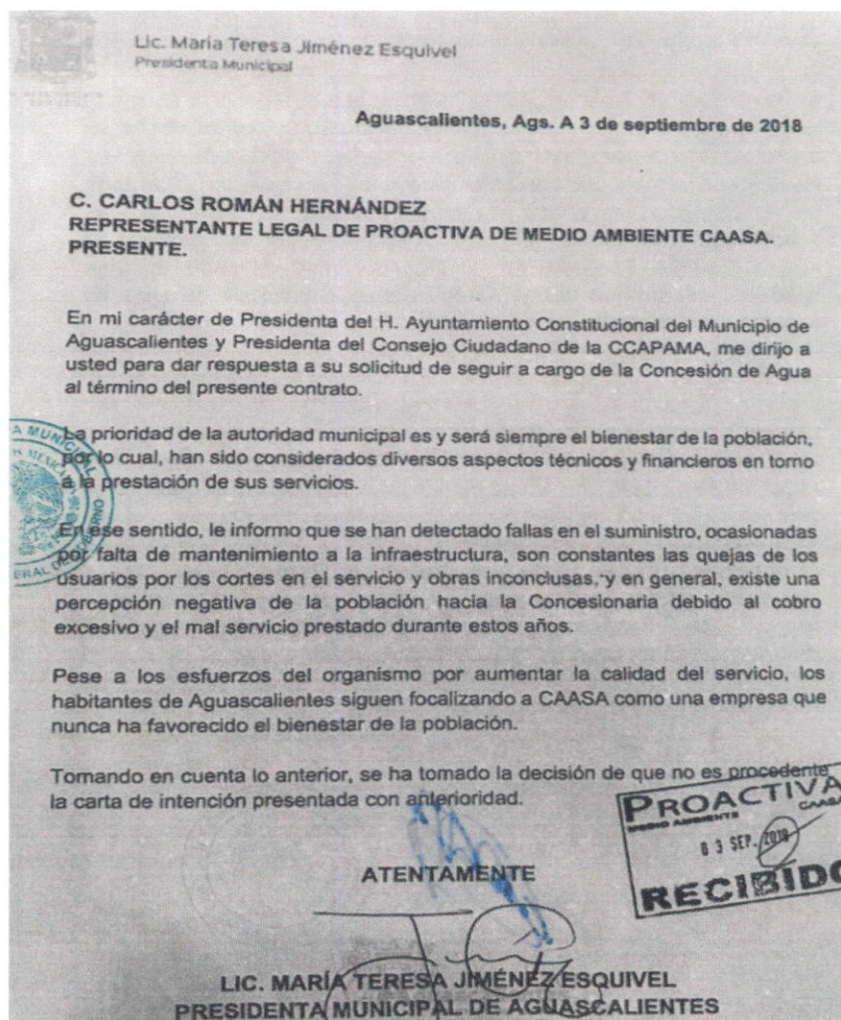 Lic. María Teresa Jiménez Esquivel
Presidenta Municipal
Aguascalientes, Ags. A 3 de septiembre de 2018
C. CARLOS ROMÁN HERNÁNDEZ
REPRESENTANTE LEGAL DE PROACTIVA DE MEDIO AMBIENTE CAASA.
PRESENTE.
En mi carácter de Presidenta del H. Ayuntamiento Constitucional del Municipio de
Aguascalientes y Presidenta del Consejo Ciudadano de la CCAPAMA, me dirijo a
usted para dar respuesta a su solicitud de seguir a cargo de la Concesión de Agua
al término del presente contrato.
La prioridad de la autoridad municipal es y será siempre el bienestar de la población,
por lo cual, han sido considerados diversos aspectos técnicos y financieros en torno
a la prestación de sus servicios.
En ese sentido, le informo que se han detectado fallas en el suministro, ocasionadas
por falta de mantenimiento a la infraestructura, son constantes las quejas de los
usuarios por los cortes en el servicio y obras inconclusas, y en general, existe una
percepción negativa de la población hacia la Concesionaria debido al cobro
excesivo y el mal servicio prestado durante estos años.
Pese a los esfuerzos del organismo por aumentar la calidad del servicio, los
habitantes de Aguascalientes siguen focalizando a CAASA como una empresa que
nunca ha favorecido el bienestar de la población.
Tomando en cuenta lo anterior, se ha tomado la decisión de que no es procedente
la carta de intención presentada con anterioridad.
PROACTIVA
MEDIO AMBIENTE CAASA
03 SEP. 2018
RECIBIDO
ATENTAMENTE
LIC. MARÍA TERESA JIMÉNEZ ESQUIVEL
PRESIDENTA MUNICIPAL DE AGUASCALIENTES